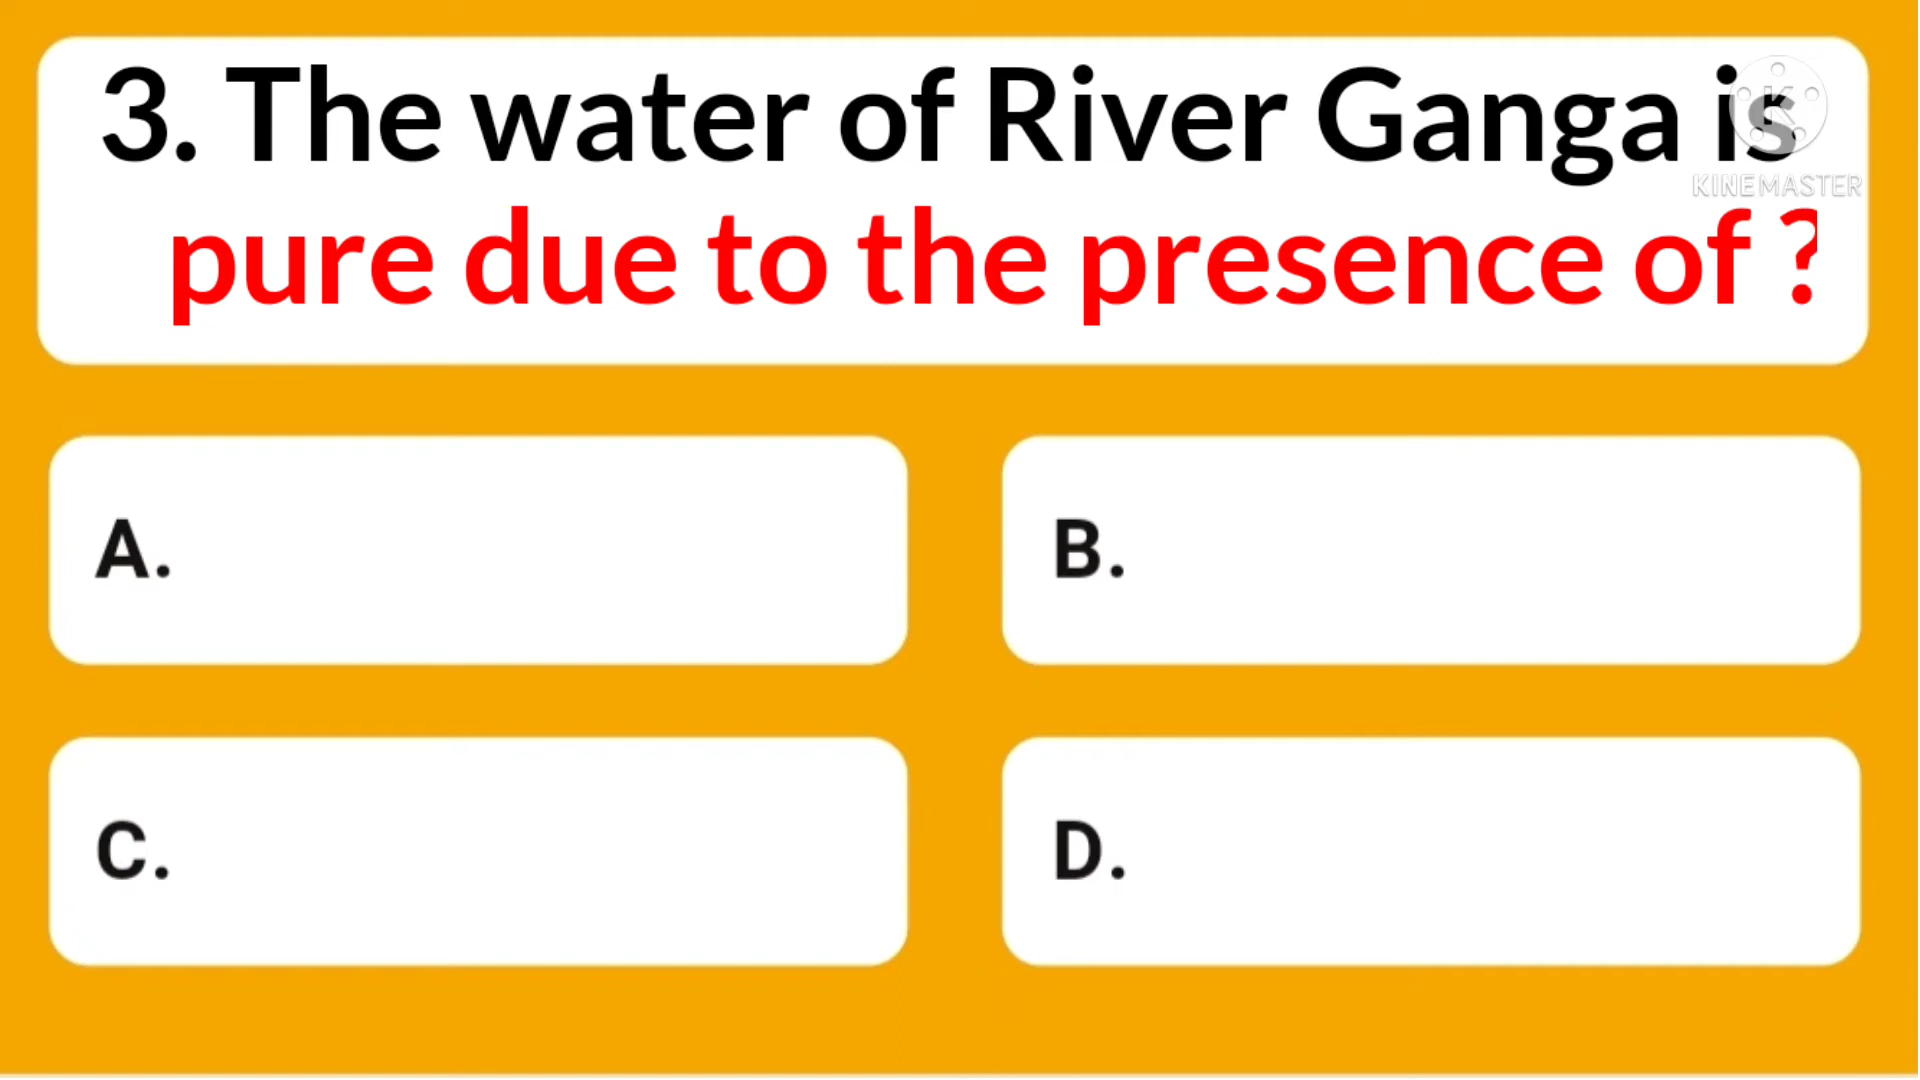 3. The water of River Ganga is
pure due to the presence of ?
KINEMASTER
A.
B.
C.
D.